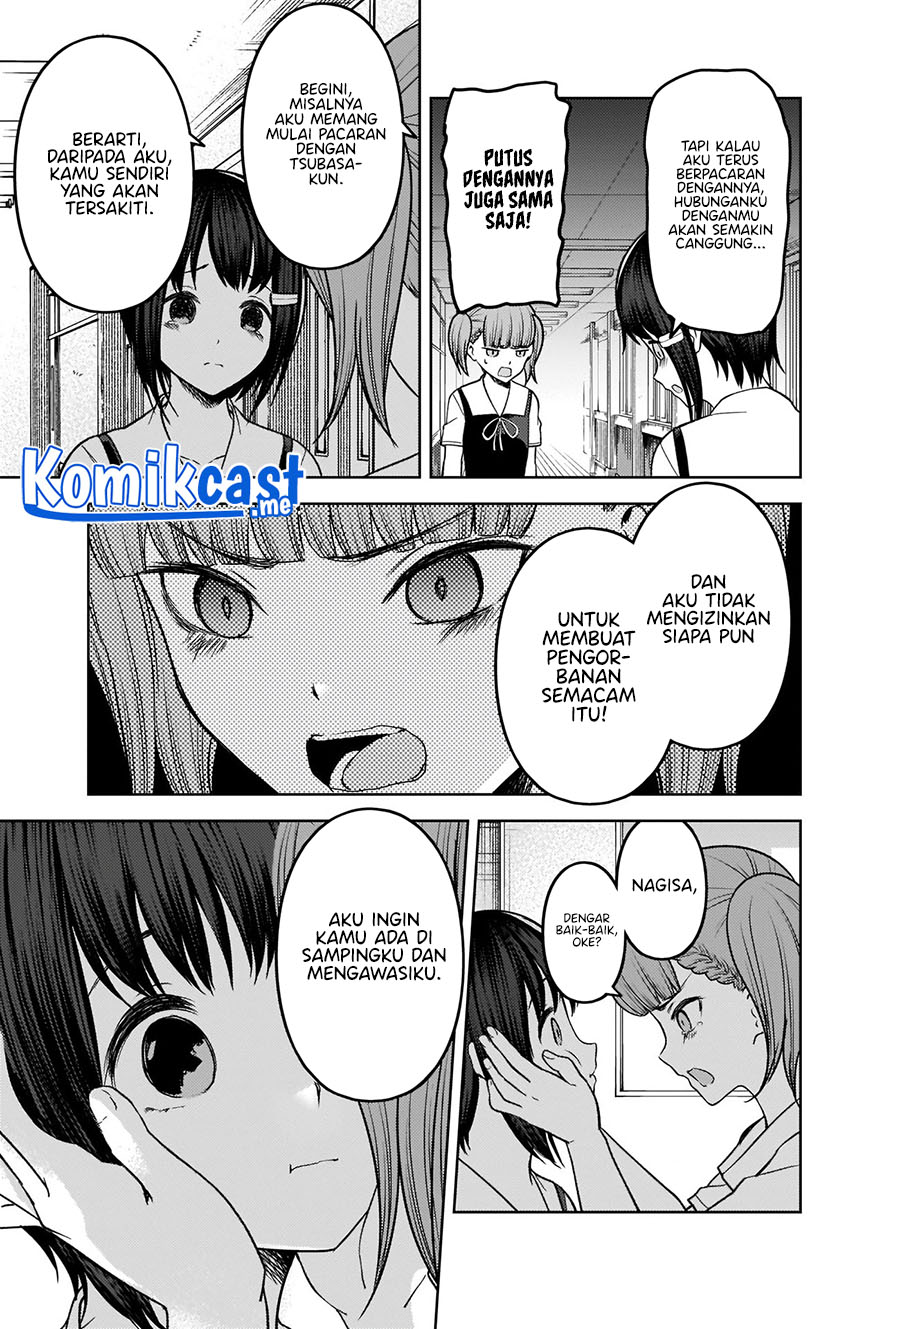 TAPI KALAU
AKU TERUS
BERPACARAN
DENGANNYA,
HUBUNGANKU
DENGANMU
AKAN SEMAKIN
CANGGUNG...
PUTUS
DENGANNYA
JUGA SAMA
SAJA!
BEGINI,
MISALNYA
AKU MEMANG
MULAI PACARAN
DENGAN
TSUBASA-
KUN.
BERARTI,
DARIPADA AKU,
KAMU SENDIRI
YANG AKAN
TERSAKITI.
Komikcast
.me
DAN
AKU TIDAK
MENGIZINKAN
SIAPA PUN
UNTUK
MEMBUAT
PENGOR-
BANAN
SEMACAM
ITU!
NAGISA,
DENGAR
BAIK-BAIK,
OKE?
AKU INGIN
KAMU ADA DI
SAMPINGKU DAN
MENGAWASIKU.